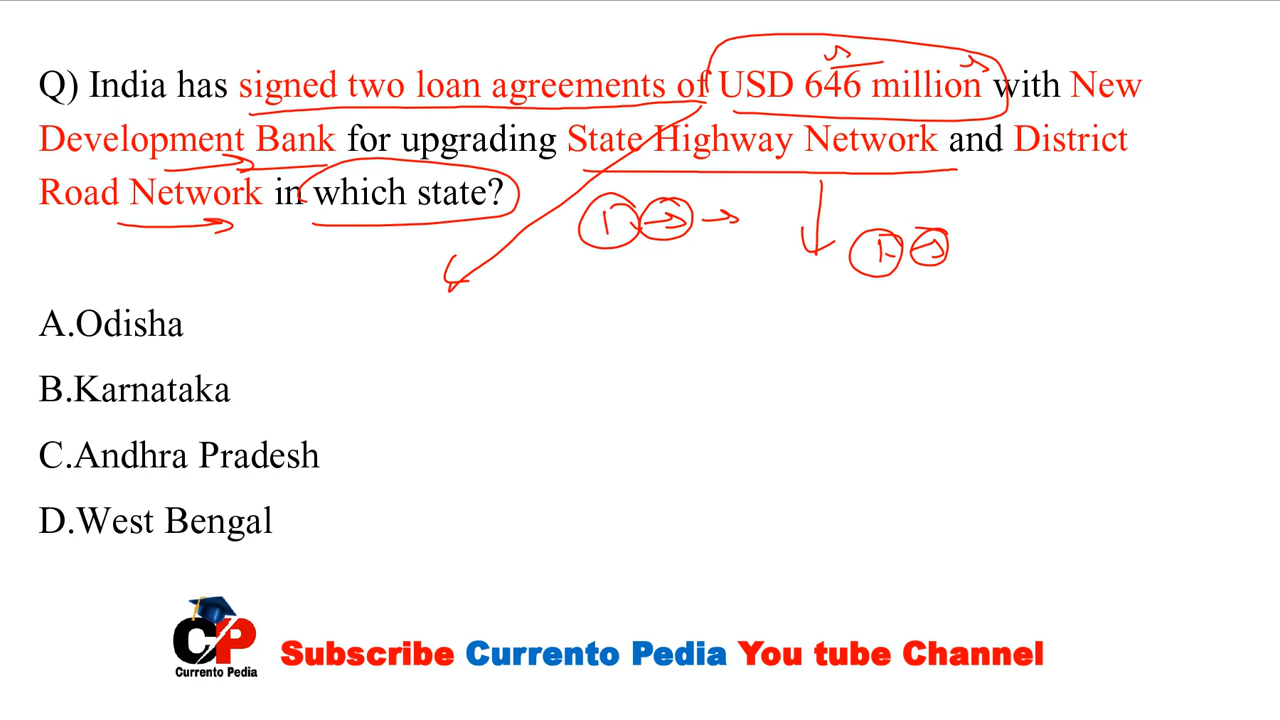 Q) India has signed two loan agreements of USD 646 million with New
Development Bank for upgrading State Highway Network and District
Road Network in which state?
A.Odisha
B.Karnataka
C.Andhra Pradesh
D.West Bengal
CP
Currento Pedia
Subscribe Currento Pedia You tube Channel